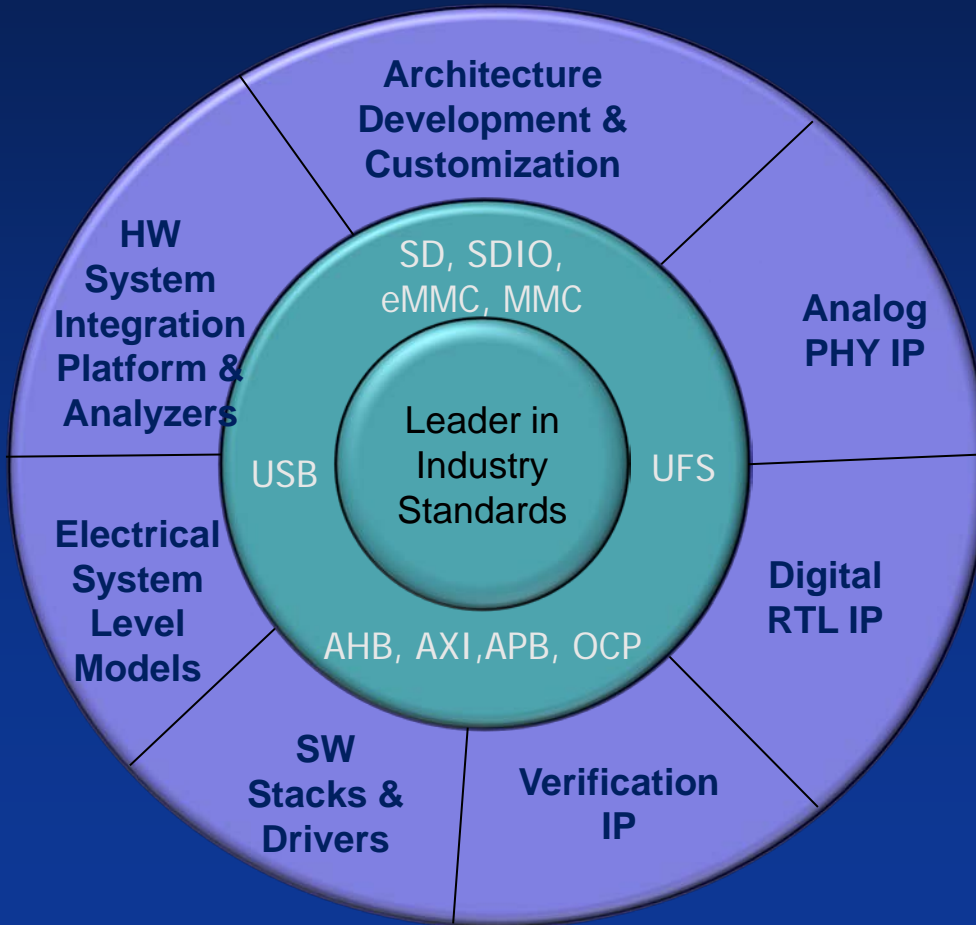 Architecture
Development &
Customization
HW
System
Integration
Platform &
Analyzers
SD, SDIO,
eMMC, MMC
Analog
PHY IP
Leader in
Industry
Standards
USB
UFS
Electrical
System
Level
Models
Digital
RTL IP
AHB, AXI,APB, OCP
SW
Stacks &
Drivers
Verification
IP